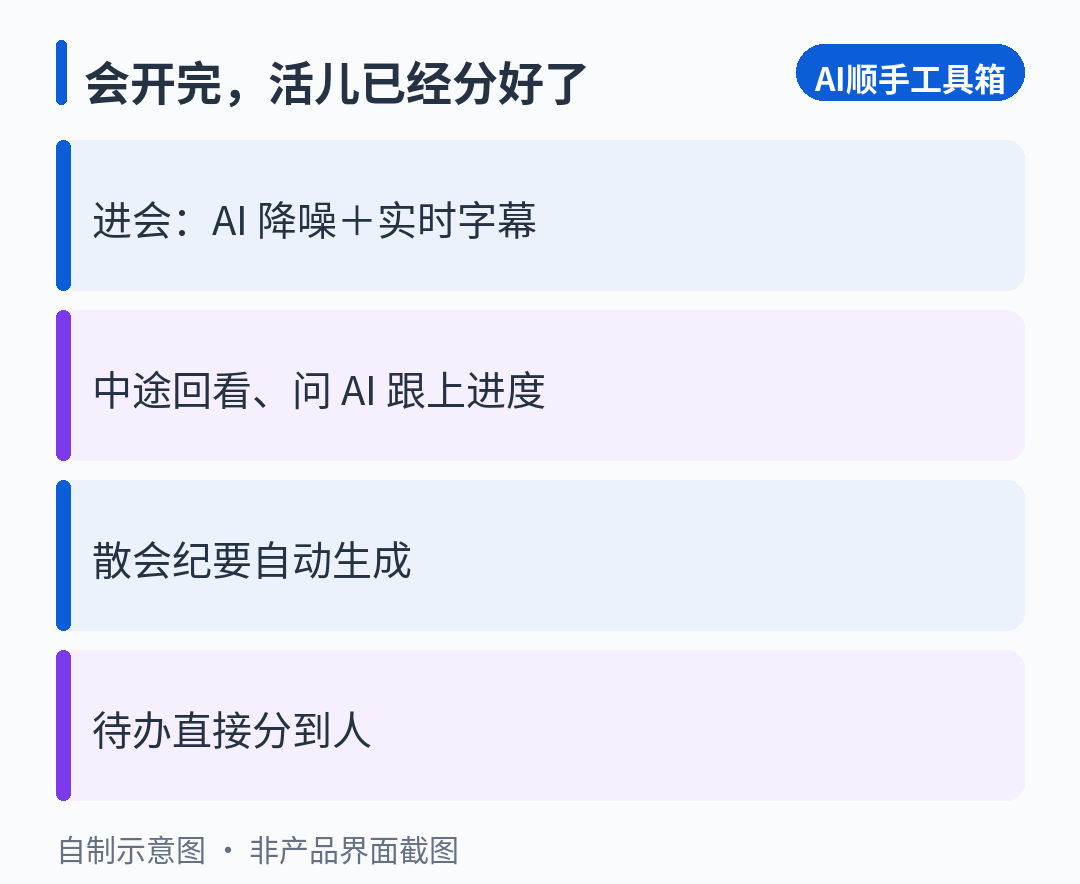 会开完，活儿已经分好了
AI顺手工具箱
进会：AI 降噪＋实时字幕
中途回看、问 AI 跟上进度
散会纪要自动生成
待办直接分到人
自制示意图 · 非产品界面截图